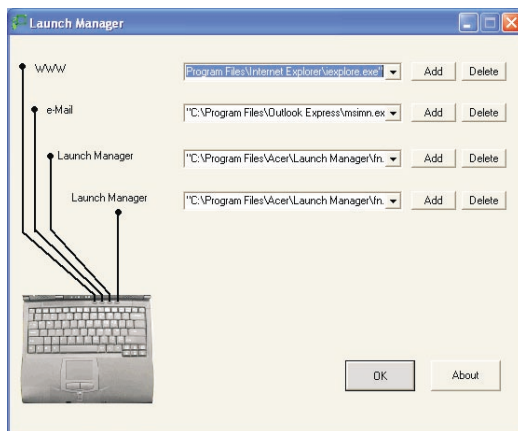 Launch Manager
WWW
Program Files\Internet Explorer\iexplore.exe"
Add
Delete
e-Mail
"C:\Program Files\Outlook Express\msimn.ex
Add
Delete
Launch Manager
"C:\Program Files\Acer\Launch Manager\fn.
Add
Delete
Launch Manager
"C:\Program Files\Acer\Launch Manager\fn.
Add
Delete
OK
About